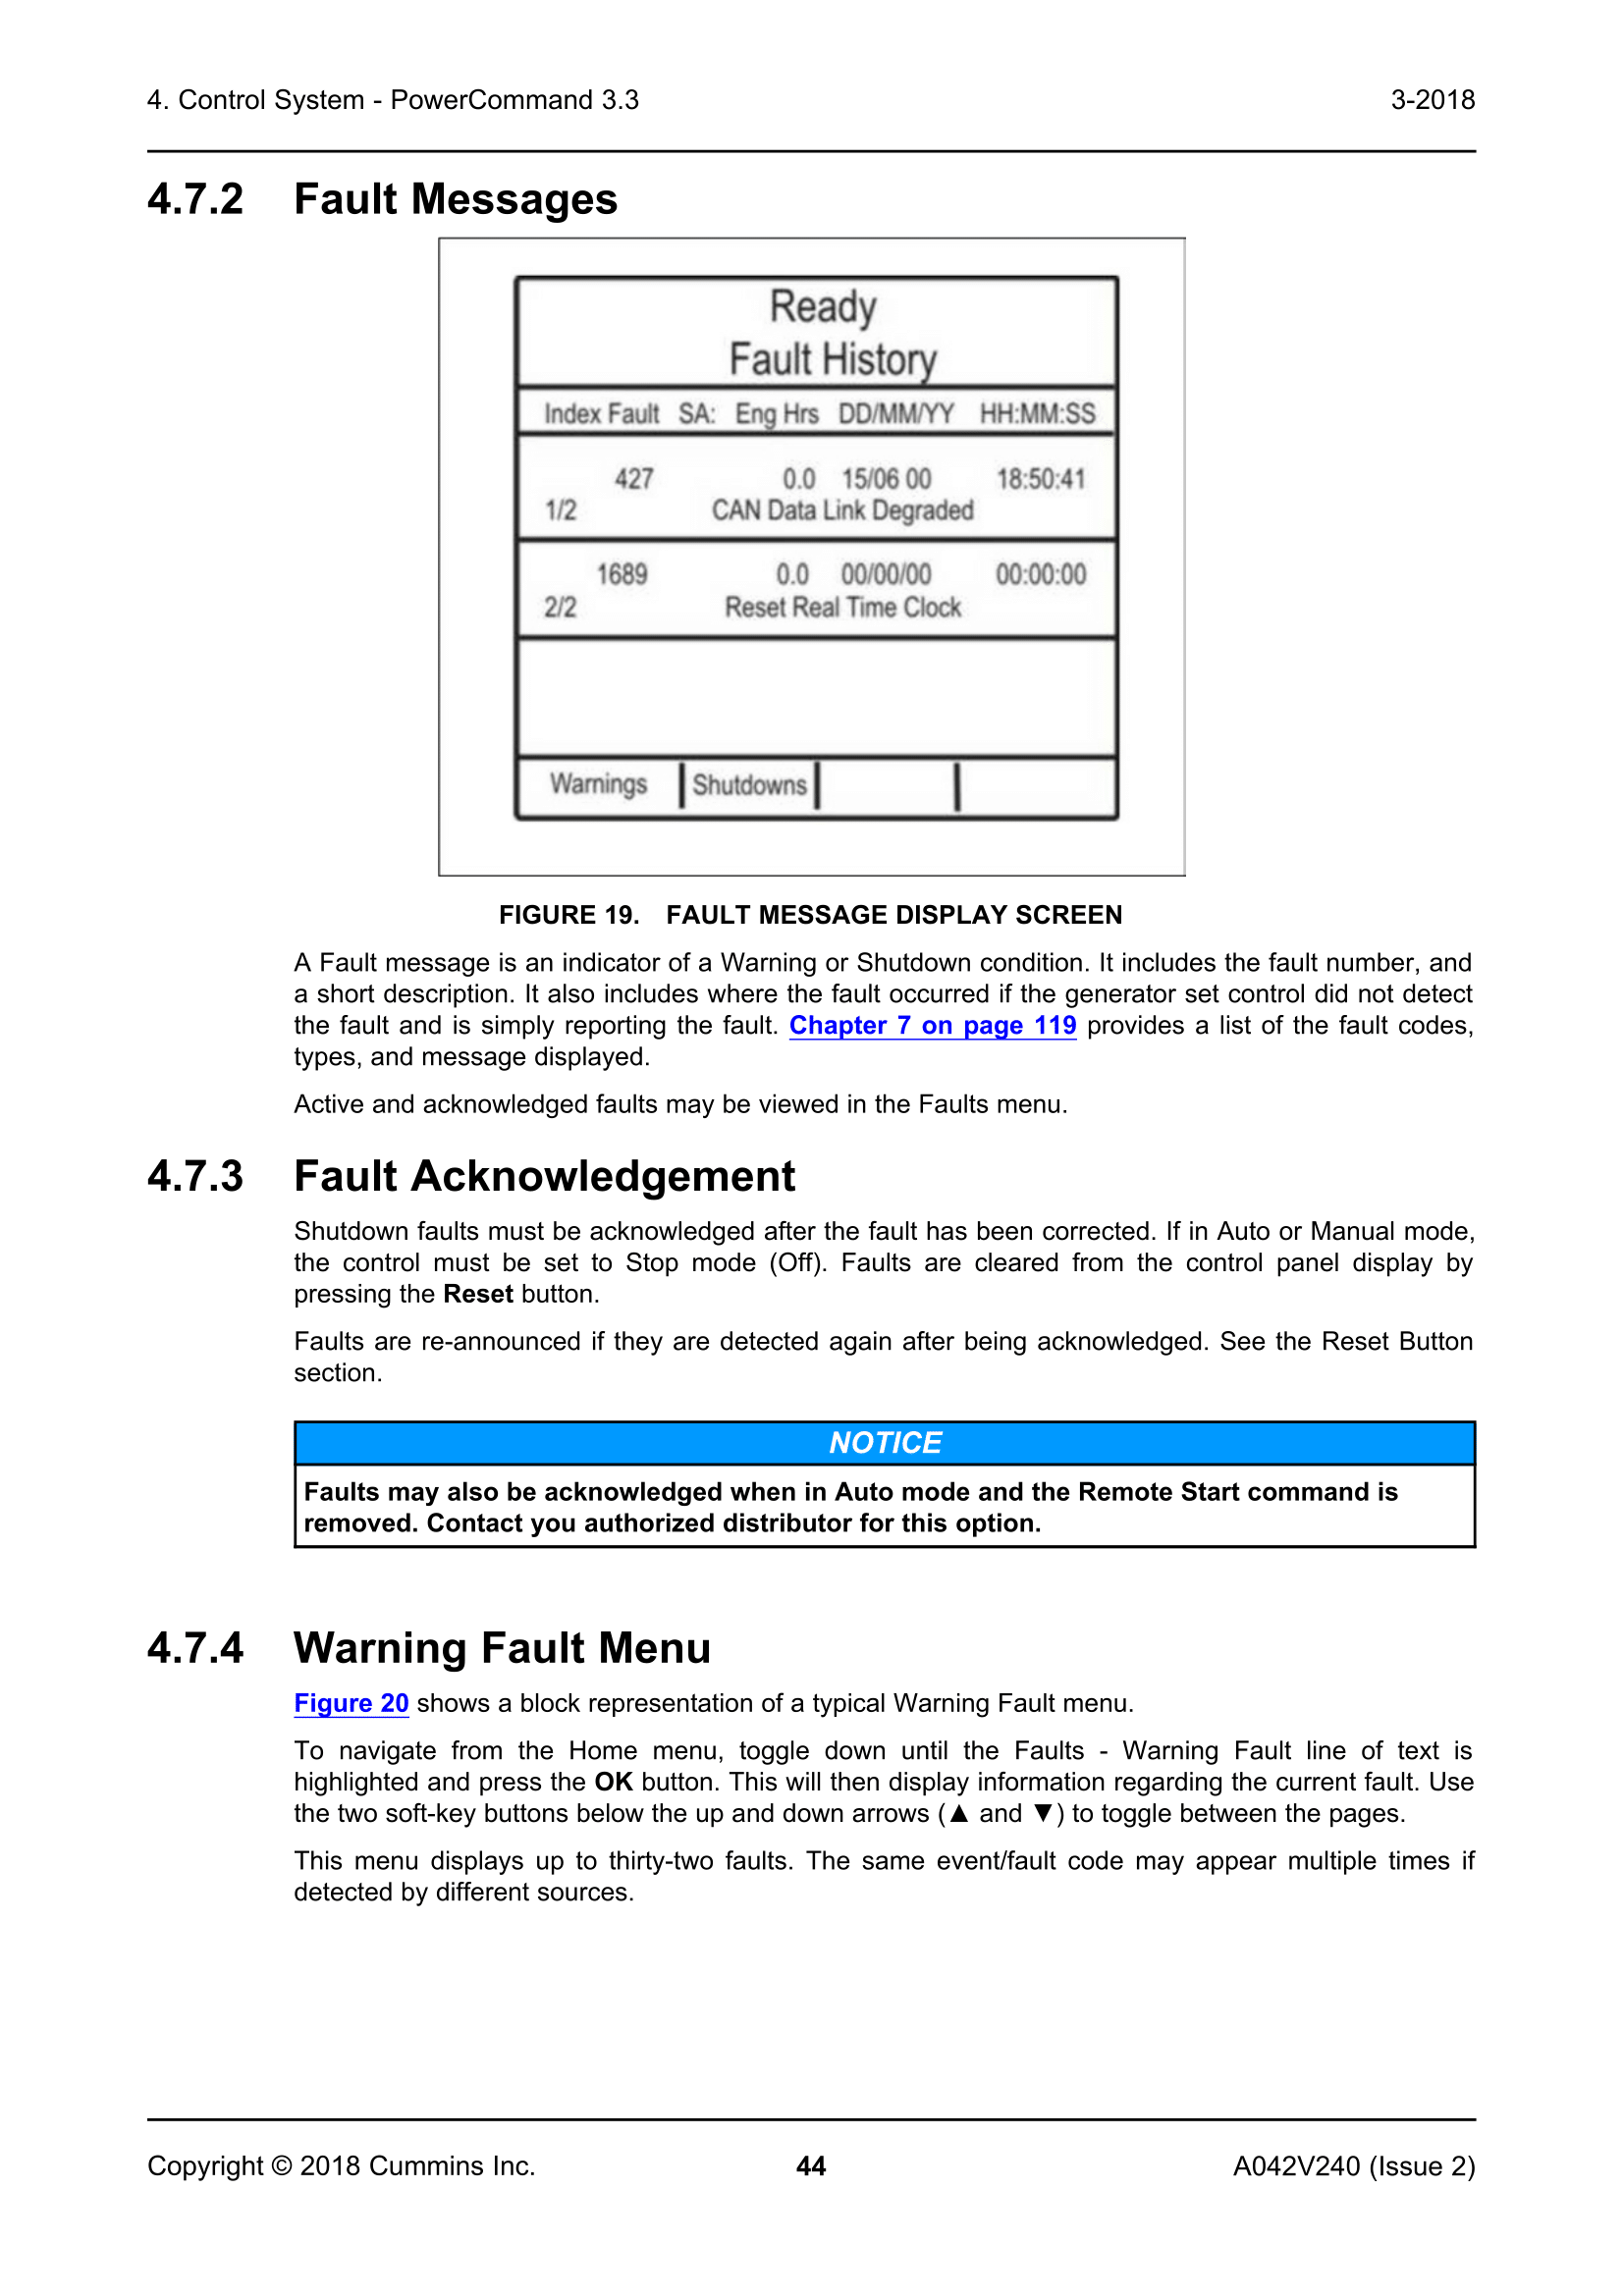 4. Control System - PowerCommand 3.3 3-2018
4.7.2 Fault Messages
Ready
Fault History
Index Fault SA: Eng Hrs DD/MM/YY HH:MM:SS
427 0.0 15/06 00 18:50:41
1/2 CAN Data Link Degraded
1689 0.0 00/00/00 00:00:00
2/2 Reset Real Time Clock
Warnings Shutdowns
FIGURE 19. FAULT MESSAGE DISPLAY SCREEN
A Fault message is an indicator of a Warning or Shutdown condition. It includes the fault number, and
a short description. It also includes where the fault occurred if the generator set control did not detect
the fault and is simply reporting the fault. Chapter 7 on page 119 provides a list of the fault codes,
types, and message displayed.
Active and acknowledged faults may be viewed in the Faults menu.
4.7.3 Fault Acknowledgement
Shutdown faults must be acknowledged after the fault has been corrected. If in Auto or Manual mode,
the control must be set to Stop mode (Off). Faults are cleared from the control panel display by
pressing the Reset button.
Faults are re-announced if they are detected again after being acknowledged. See the Reset Button
section.
NOTICE
Faults may also be acknowledged when in Auto mode and the Remote Start command is
removed. Contact you authorized distributor for this option.
4.7.4 Warning Fault Menu
Figure 20 shows a block representation of a typical Warning Fault menu.
To navigate from the Home menu, toggle down until the Faults - Warning Fault line of text is
highlighted and press the OK button. This will then display information regarding the current fault. Use
the two soft-key buttons below the up and down arrows (▲ and ▼) to toggle between the pages.
This menu displays up to thirty-two faults. The same event/fault code may appear multiple times if
detected by different sources.
Copyright © 2018 Cummins Inc. 44 A042V240 (Issue 2)